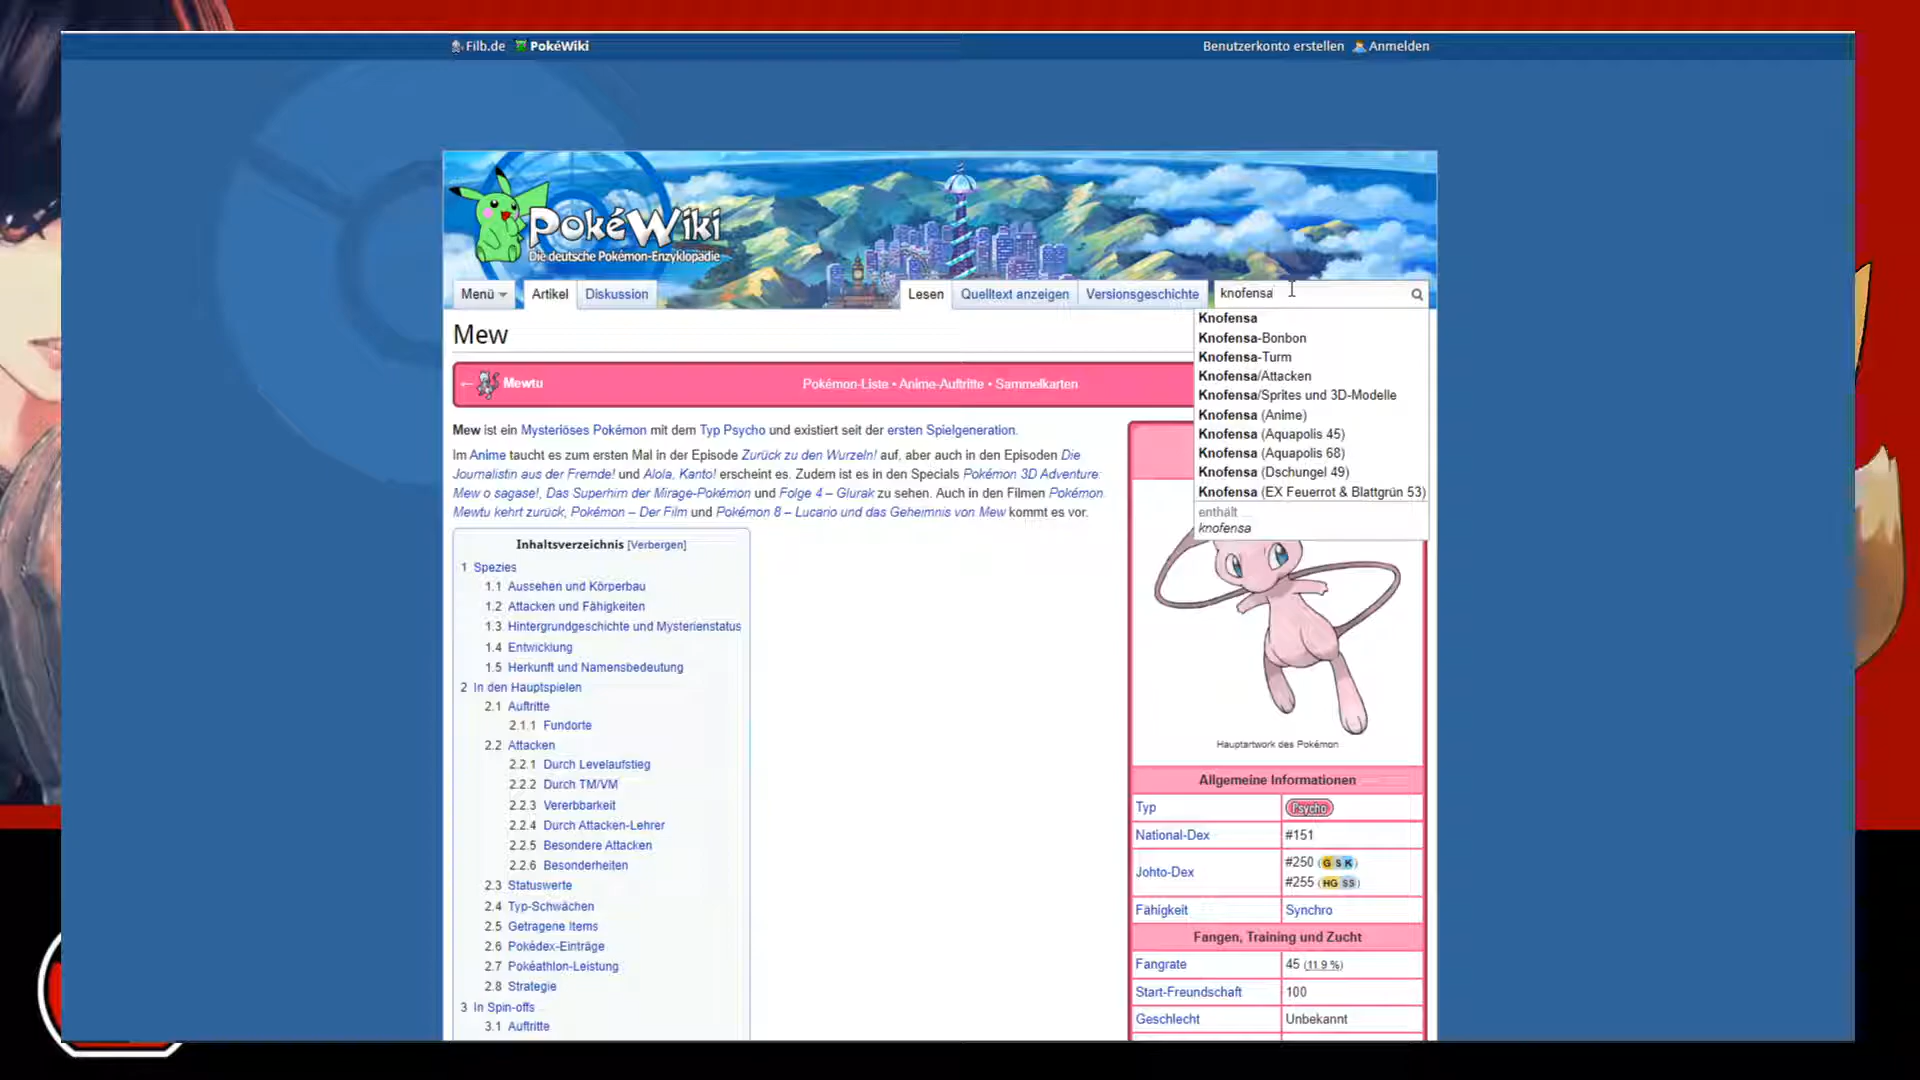 Filb.de PokéWiki
Benutzerkonto erstellen Anmelden
PokéWiki
Die deutsche Pokémon-Enzyklopädie
Menü Artikel Diskussion Lesen Quelltext anzeigen Versionsgeschichte knofensa
Knofensa
Knofensa-Bonbon
Knofensa-Turm
Knofensa/Attacken
Knofensa/Sprites und 3D-Modelle
Knofensa (Anime)
Knofensa (Aquapolis 45)
Knofensa (Aquapolis 68)
Knofensa (Dschungel 49)
Knofensa (EX Feuerrot & Blattgrün 53)
enthält ...
knofensa
Mew
← Mewtu
Pokémon-Liste • Anime-Auftritte • Sammelkarten
Mew ist ein Mysteriöses Pokémon mit dem Typ Psycho und existiert seit der ersten Spielgeneration.
Im Anime taucht es zum ersten Mal in der Episode Zurück zu den Wurzeln! auf, aber auch in den Episoden Die
Journalistin aus der Fremde! und Alola, Kanto! erscheint es. Zudem ist es in den Specials Pokémon 3D Adventure:
Mew o sagase!, Das Superhirn der Mirage-Pokémon und Folge 4 – Glurak zu sehen. Auch in den Filmen Pokémon:
Mewtu kehrt zurück, Pokémon – Der Film und Pokémon 8 – Lucario und das Geheimnis von Mew kommt es vor.
Inhaltsverzeichnis [Verbergen]
1 Spezies
1.1 Aussehen und Körperbau
1.2 Attacken und Fähigkeiten
1.3 Hintergrundgeschichte und Mysterienstatus
1.4 Entwicklung
1.5 Herkunft und Namensbedeutung
2 In den Hauptspielen
2.1 Auftritte
2.1.1 Fundorte
2.2 Attacken
2.2.1 Durch Levelaufstieg
2.2.2 Durch TM/VM
2.2.3 Vererbbarkeit
2.2.4 Durch Attacken-Lehrer
2.2.5 Besondere Attacken
2.2.6 Besonderheiten
2.3 Statuswerte
2.4 Typ-Schwächen
2.5 Getragene Items
2.6 Pokédex-Einträge
2.7 Pokéathlon-Leistung
2.8 Strategie
3 In Spin-offs
3.1 Auftritte
Hauptartwork des Pokémon
Allgemeine Informationen
Typ Psycho
National-Dex #151
Johto-Dex #250 (G S K)
#255 (HG SS)
Fähigkeit Synchro
Fangen, Training und Zucht
Fangrate 45 (11.9 %)
Start-Freundschaft 100
Geschlecht Unbekannt